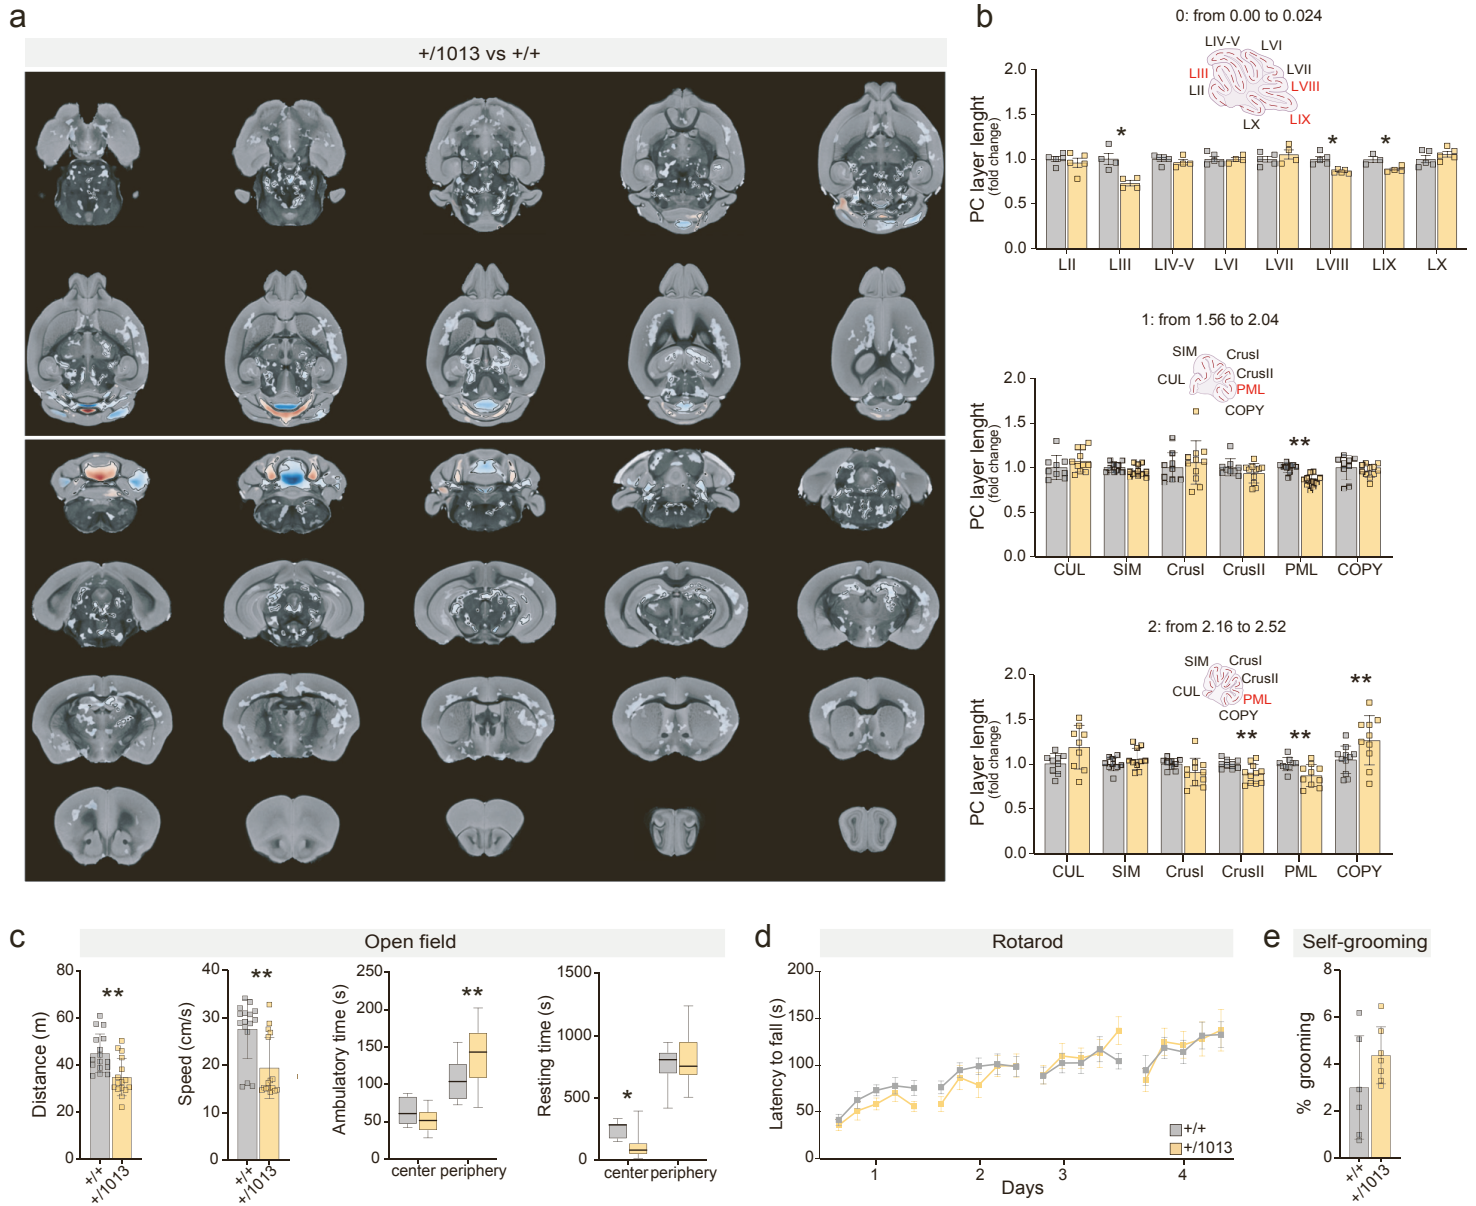 a
+/1013 vs +/+
b
0: from 0.00 to 0.024
LIV-V
LVI
LIII
LVII
LII
LVIII
LX
LIX
PC layer lenght
(fold change)
2.0
1.5
1.0
0.5
0.0
*
*
*
LII LIII LIV-V LVI LVII LVIII LIX LX
1: from 1.56 to 2.04
SIM
CrusI
CUL
CrusII
PML
COPY
PC layer lenght
(fold change)
2.0
1.5
1.0
0.5
0.0
**
CUL SIM CrusI CrusII PML COPY
2: from 2.16 to 2.52
SIM
CrusI
CrusII
CUL
PML
COPY
PC layer lenght
(fold change)
2.0
1.5
1.0
0.5
0.0
**
**
**
CUL SIM CrusI CrusII PML COPY
c
Open field
Distance (m)
80
60
40
20
0
**
+/+
+/1013
Speed (cm/s)
40
30
20
10
0
**
+/+
+/1013
Ambulatory time (s)
250
200
150
100
50
0
**
center periphery
Resting time (s)
1500
1000
500
0
*
center periphery
d
Rotarod
Latency to fall (s)
200
150
100
50
0
1 2 3 4
Days
+/+
+/1013
e
Self-grooming
% grooming
8
6
4
2
0
+/+
+/1013